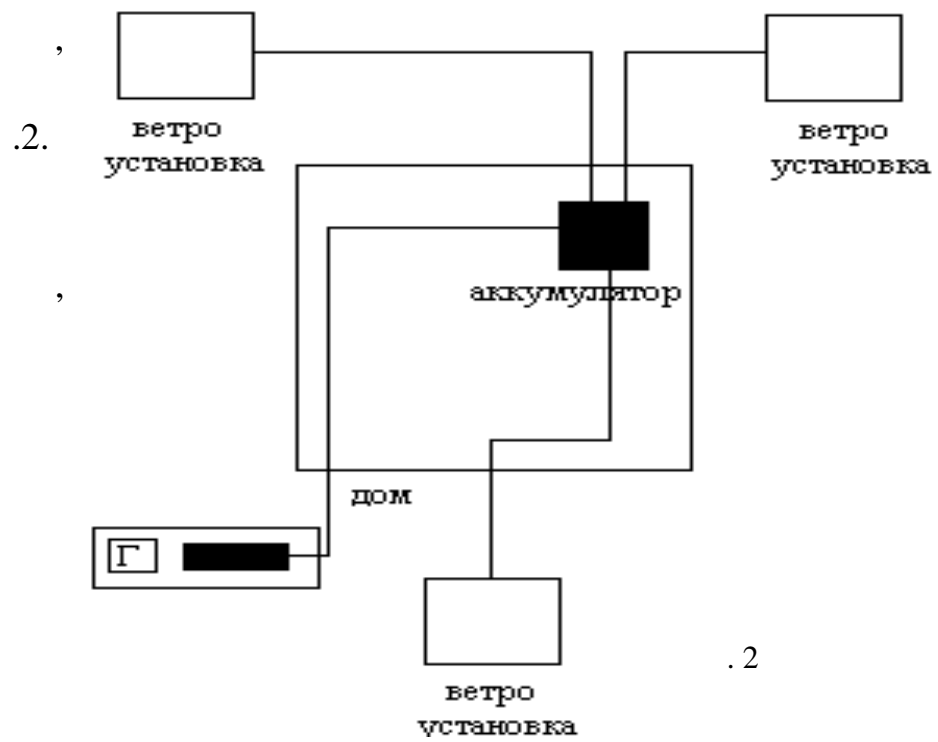 ,
ветро
установка
ветро
установка
.2.
аккумулятор
,
дом
Г
ветро
установка
. 2